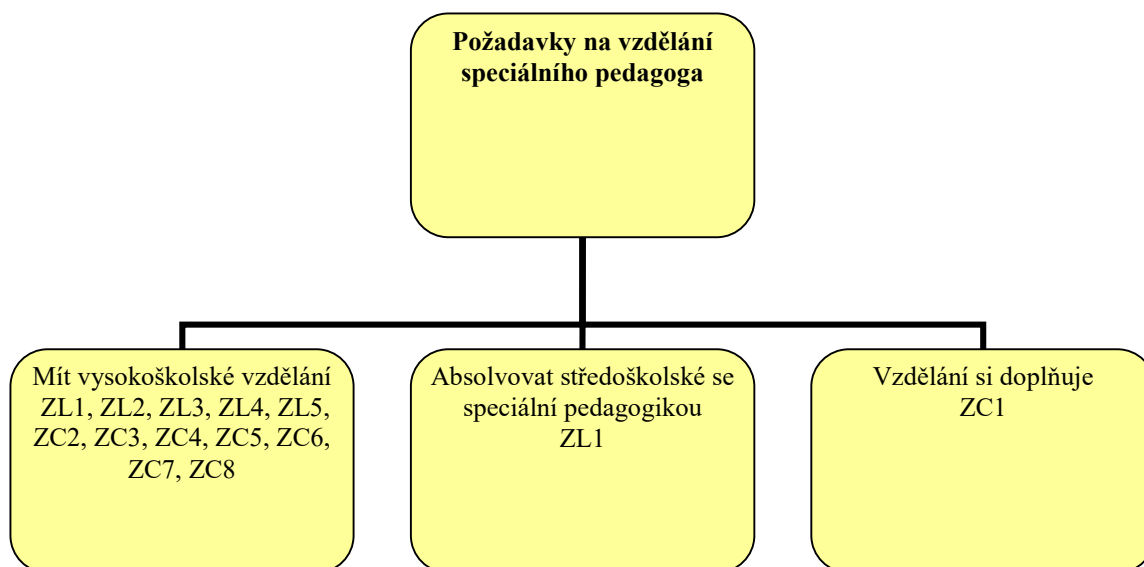 Požadavky na vzdělání
speciálního pedagoga
Mít vysokoškolské vzdělání
ZL1, ZL2, ZL3, ZL4, ZL5,
ZC2, ZC3, ZC4, ZC5, ZC6,
ZC7, ZC8
Absolvovat středoškolské se
speciální pedagogikou
ZL1
Vzdělání si doplňuje
ZC1